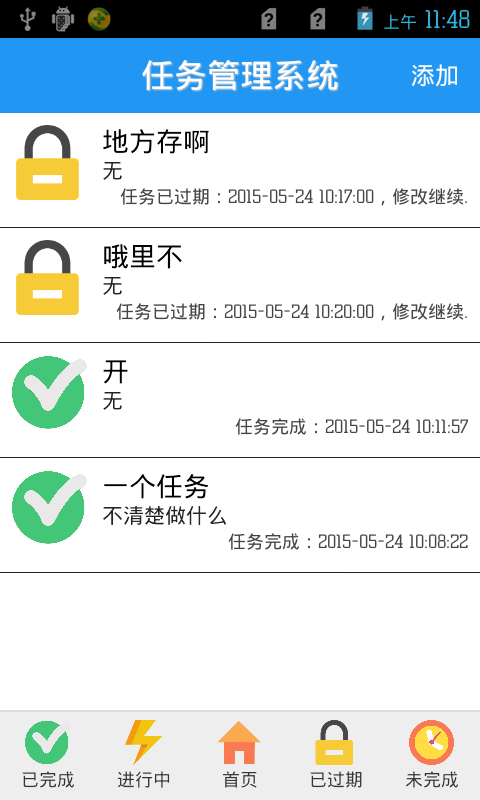 上午 11:48
任务管理系统 添加
地方存啊
无
任务已过期：2015-05-24 10:17:00，修改继续.
哦里不
无
任务已过期：2015-05-24 10:20:00，修改继续.
开
无
任务完成：2015-05-24 10:11:57
一个任务
不清楚做什么
任务完成：2015-05-24 10:08:22
已完成 进行中 首页 已过期 未完成